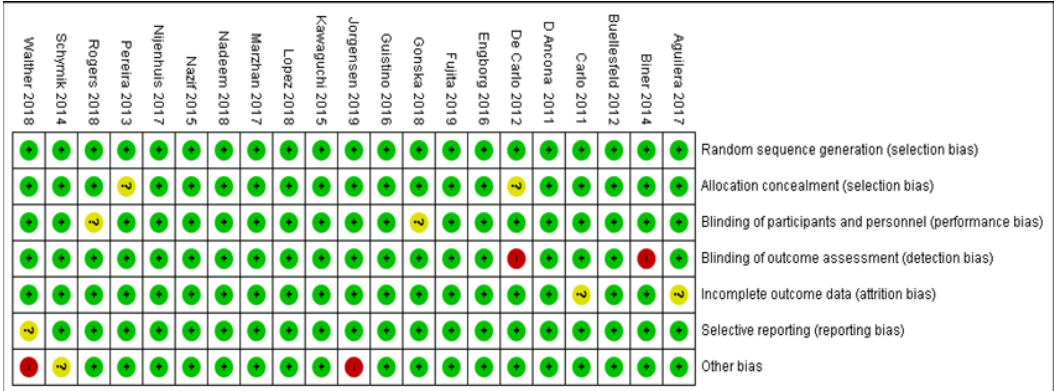 Walther 2018
Schymik 2014
Rogers 2018
Pereira 2013
Nijenhuis 2017
Nazif 2015
Nadeem 2018
Marzhan 2017
Lopez 2018
Kawaguchi 2015
Jorgensen 2019
Guistino 2016
Gonska 2018
Fujita 2019
Engborg 2016
De Carlo 2012
D Ancona 2011
Carlo 2011
Buellesfeld 2012
Biner 2014
Aguilera 2017
Random sequence generation (selection bias)
Allocation concealment (selection bias)
Blinding of participants and personnel (performance bias)
Blinding of outcome assessment (detection bias)
Incomplete outcome data (attrition bias)
Selective reporting (reporting bias)
Other bias